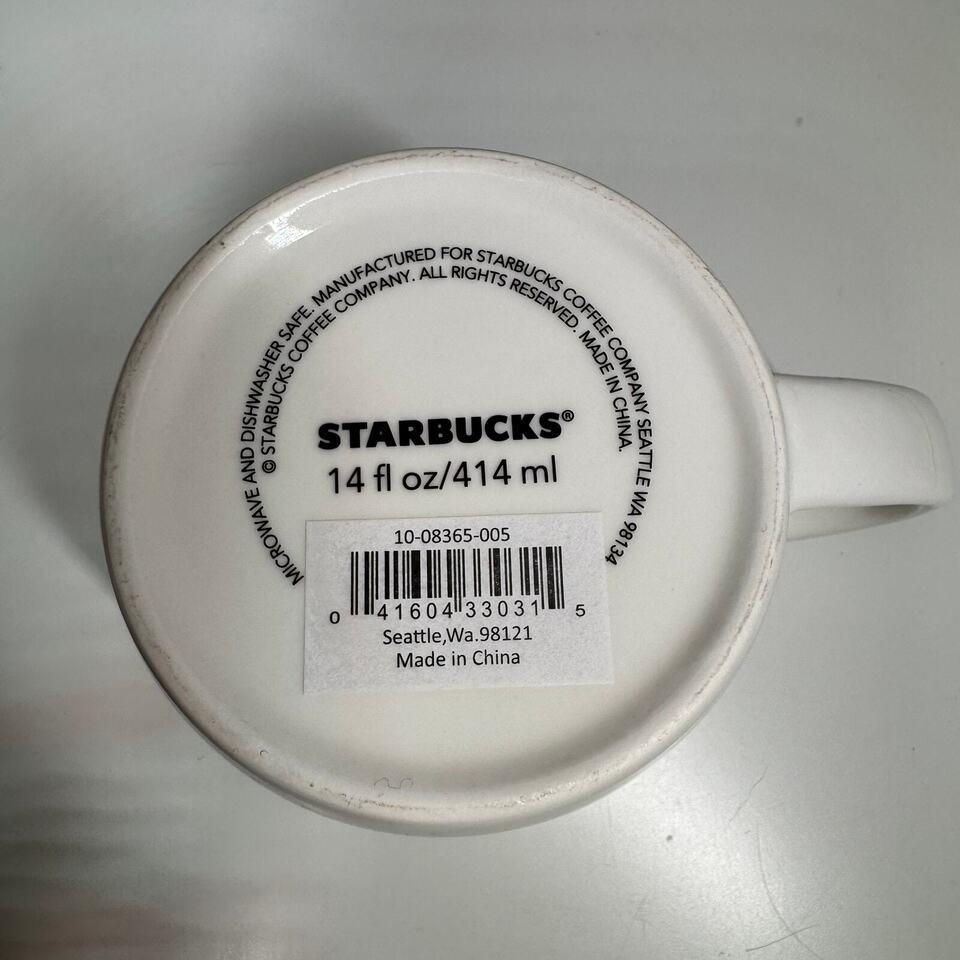 MICROWAVE AND DISHWASHER SAFE. MANUFACTURED FOR STARBUCKS COFFEE COMPANY SEATTLE WA 98134
© STARBUCKS COFFEE COMPANY. ALL RIGHTS RESERVED. MADE IN CHINA.
STARBUCKS®
14 fl oz/414 ml
10-08365-005
0 41604 33031 5
Seattle,Wa.98121
Made in China